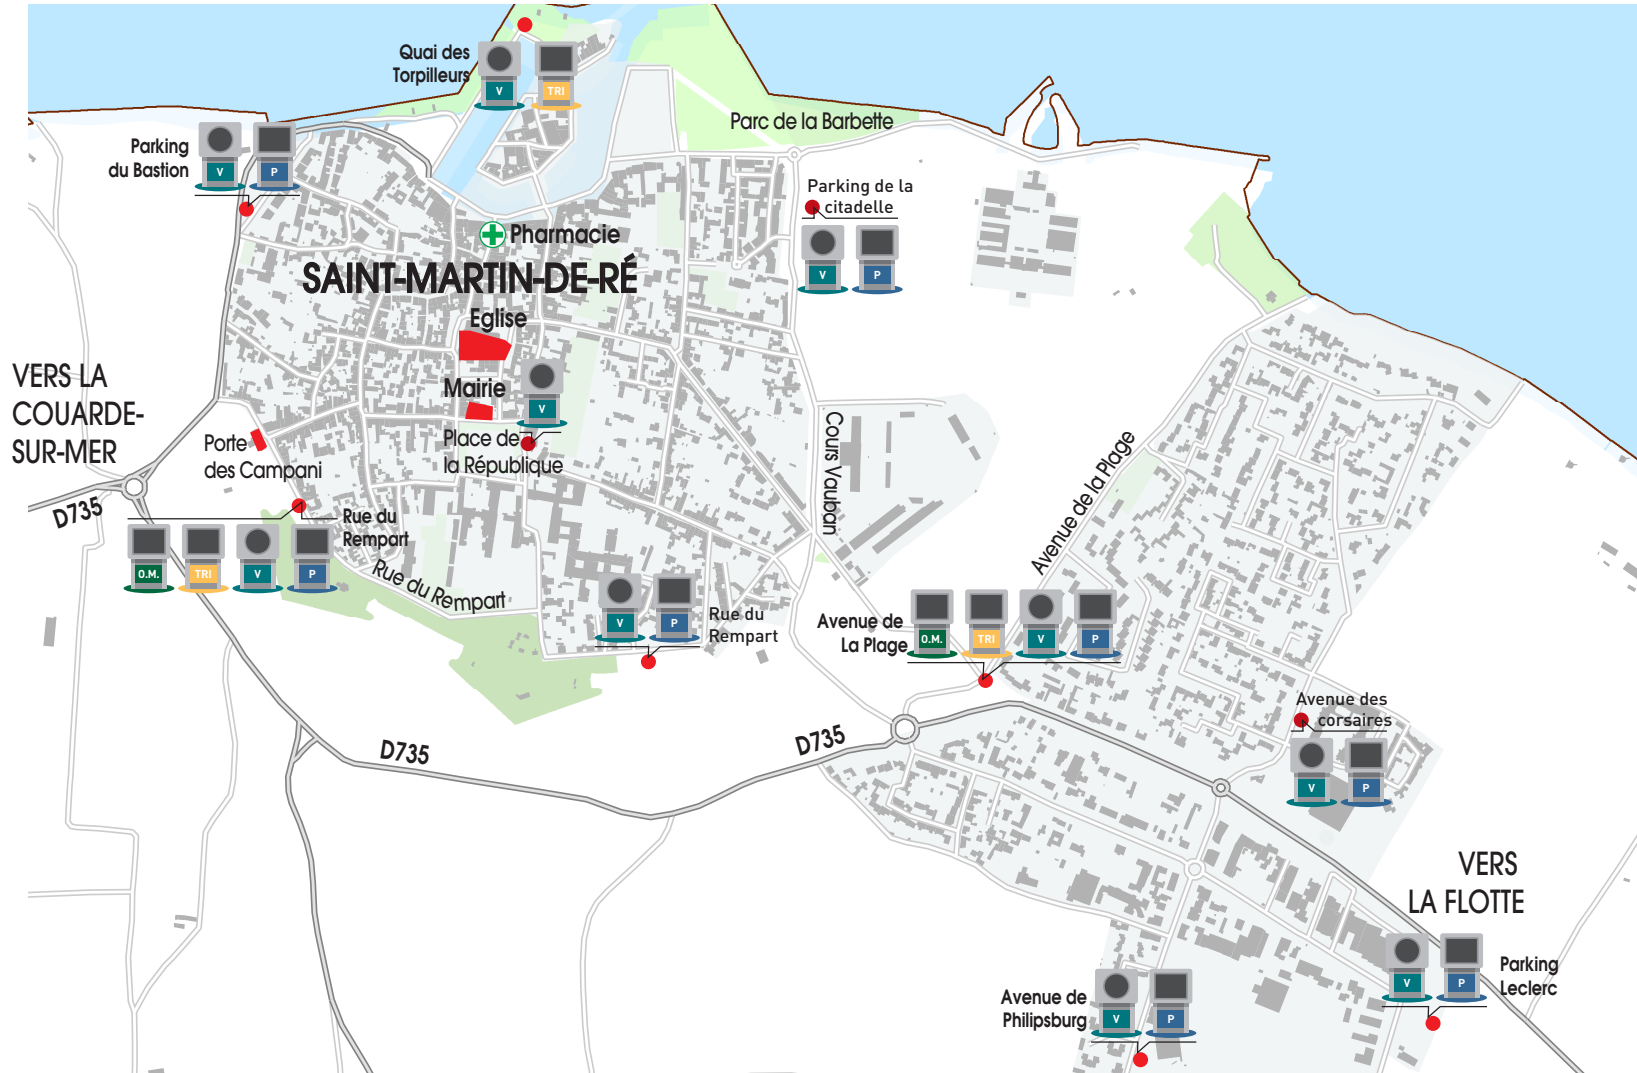 Quai des
Torpilleurs
V
TRI
Parking
du Bastion
V
P
Parc de la Barbette
Parking de la
citadelle
V
P
Pharmacie
SAINT-MARTIN-DE-RÉ
Eglise
Mairie
V
Place de
la République
VERS LA
COUARDE-
SUR-MER
Porte
des Campani
D735
Rue du
Rempart
O.M.
TRI
V
P
Rue du Rempart
V
P
Rue du
Rempart
Cours Vauban
Avenue de la Plage
Avenue de
La Plage
O.M.
TRI
V
P
D735
D735
Avenue des
corsaires
V
P
VERS
LA FLOTTE
V
P
Parking
Leclerc
Avenue de
Philipsburg
V
P